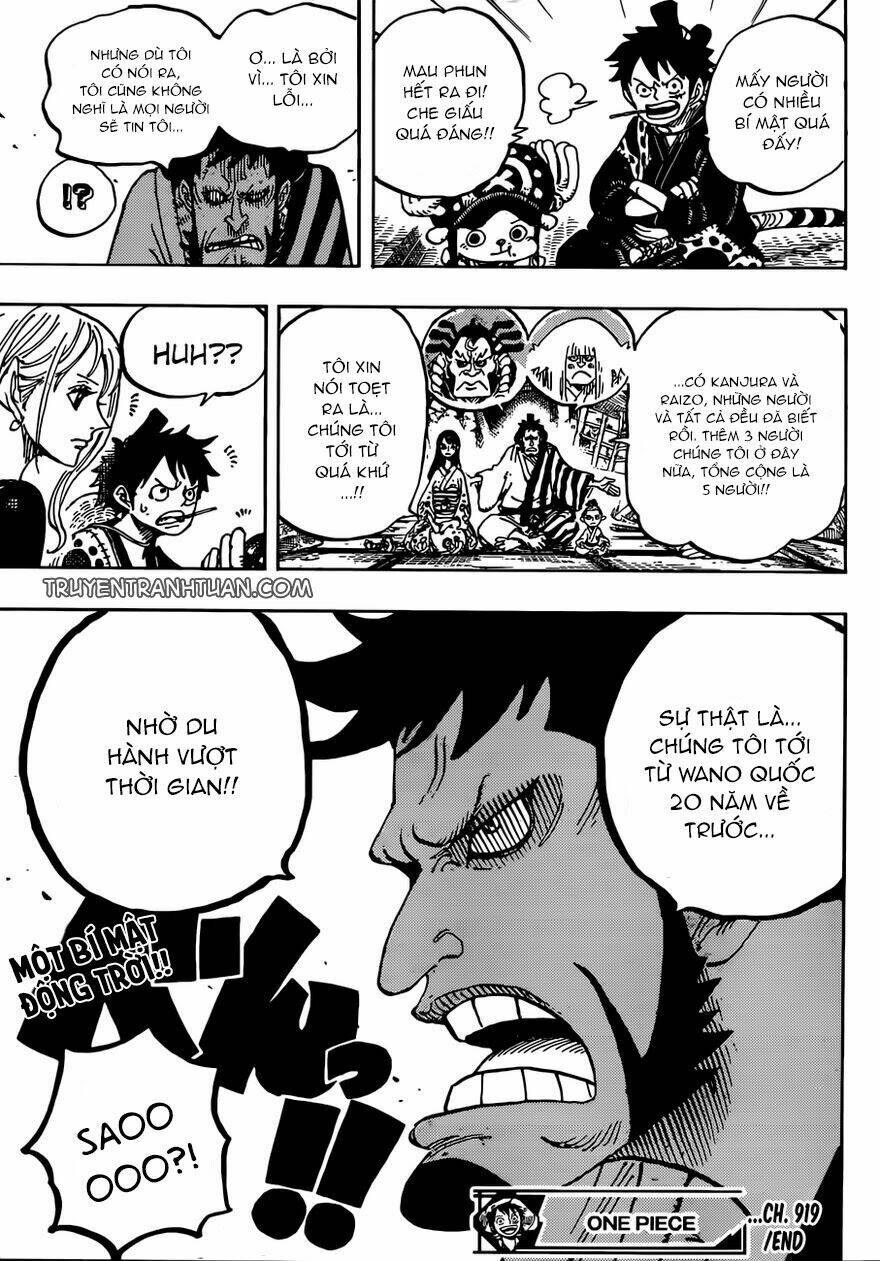 MẤY NGƯỜI
CÓ NHIỀU
BÍ MẬT QUÁ
ĐẤY!
MAU PHUN
HẾT RA ĐI!
CHE GIẤU
QUÁ ĐÁNG!!
Ơ... LÀ BỞI
VÌ... TÔI XIN
LỖI...
NHƯNG DÙ TÔI
CÓ NÓI RA,
TÔI CŨNG KHÔNG
NGHĨ LÀ MỌI NGƯỜI
SẼ TIN TÔI...
!?
...CÓ KANJURA VÀ
RAIZO, NHỮNG NGƯỜI
VÀ TẤT CẢ ĐỀU ĐÃ BIẾT
RỒI. THÊM 3 NGƯỜI
CHÚNG TÔI Ở ĐÂY
NỮA, TỔNG CỘNG LÀ
5 NGƯỜI!!
TÔI XIN
NÓI TOẸT
RA LÀ...
CHÚNG TÔI
TỚI TỪ
QUÁ KHỨ
...!!
HUH??
TRUYENTRANHTUAN.COM
SỰ THẬT LÀ...
CHÚNG TÔI TỚI
TỪ WANO QUỐC
20 NĂM VỀ
TRƯỚC...
NHỜ DU
HÀNH VƯỢT
THỜI GIAN!!
MỘT BÍ MẬT
ĐỘNG TRỜI!!
SAOO
OOO?!
ONE PIECE
...CH. 919
/END